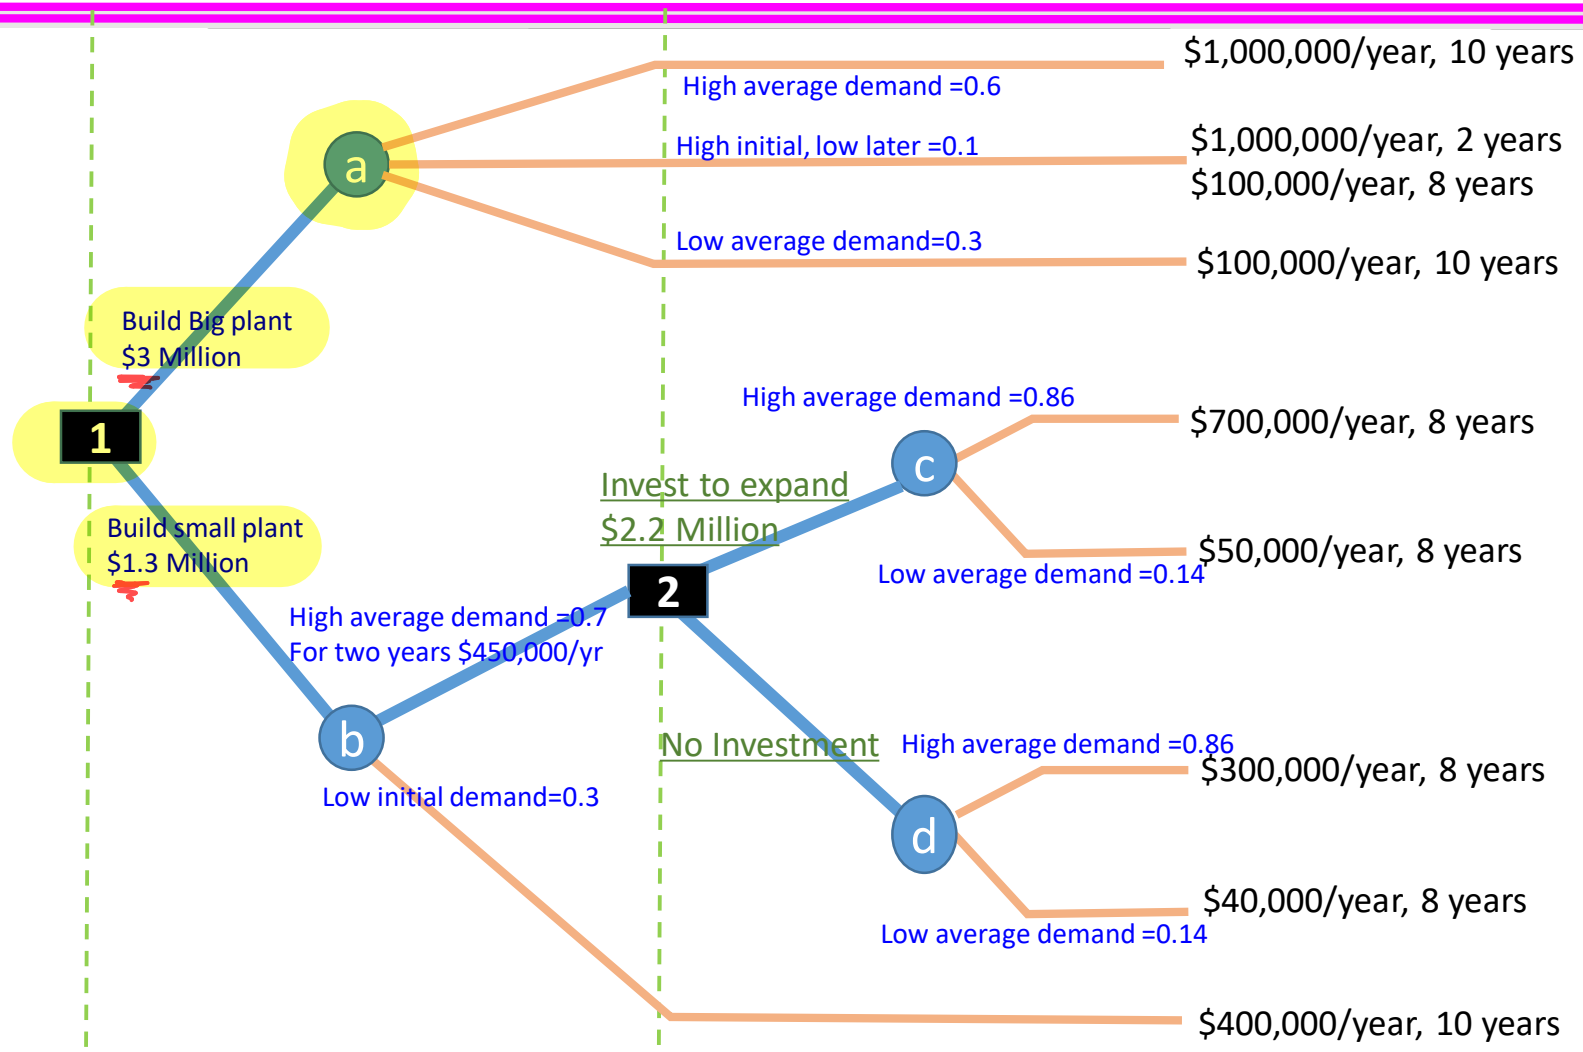 $1,000,000/year, 10 years
High average demand =0.6
High initial, low later =0.1
$1,000,000/year, 2 years
$100,000/year, 8 years
a
Low average demand=0.3
$100,000/year, 10 years
Build Big plant
$3 Million
High average demand =0.86
$700,000/year, 8 years
1
c
Invest to expand
$2.2 Million
Build small plant
$1.3 Million
$50,000/year, 8 years
Low average demand =0.14
2
High average demand =0.7
For two years $450,000/yr
b
No Investment
High average demand =0.86
$300,000/year, 8 years
Low initial demand=0.3
d
$40,000/year, 8 years
Low average demand =0.14
$400,000/year, 10 years